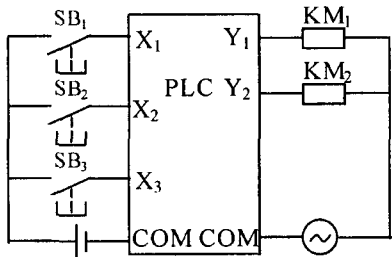 SB₁
X₁
Y₁
KM₁
SB₂
X₂
PLC
Y₂
KM₂
SB₃
X₃
COM
COM
~